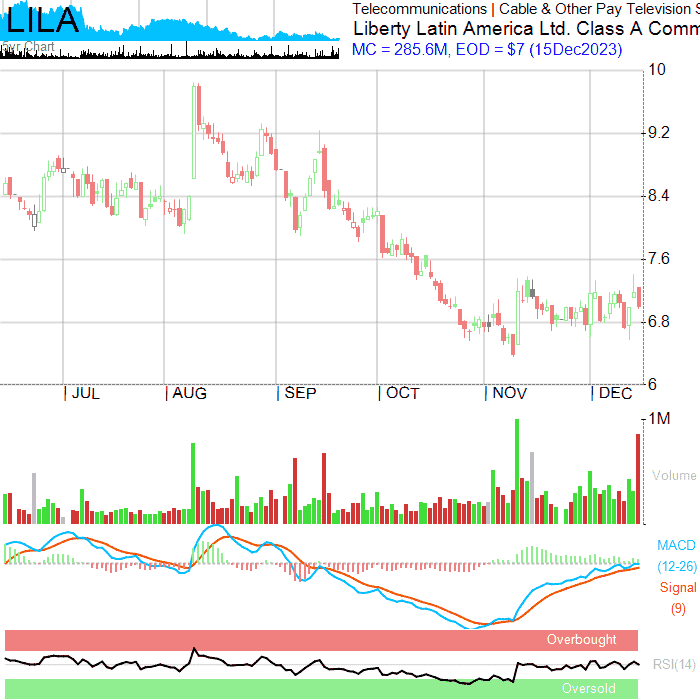 LILA
5yr Chart
Telecommunications | Cable & Other Pay Television S
Liberty Latin America Ltd. Class A Comm
MC = 285.6M, EOD = $7 (15Dec2023)
10
9.2
8.4
7.6
6.8
6
JUL
AUG
SEP
OCT
NOV
DEC
1M
Volume
MACD
(12-26)
Signal
(9)
Overbought
RSI(14)
Oversold